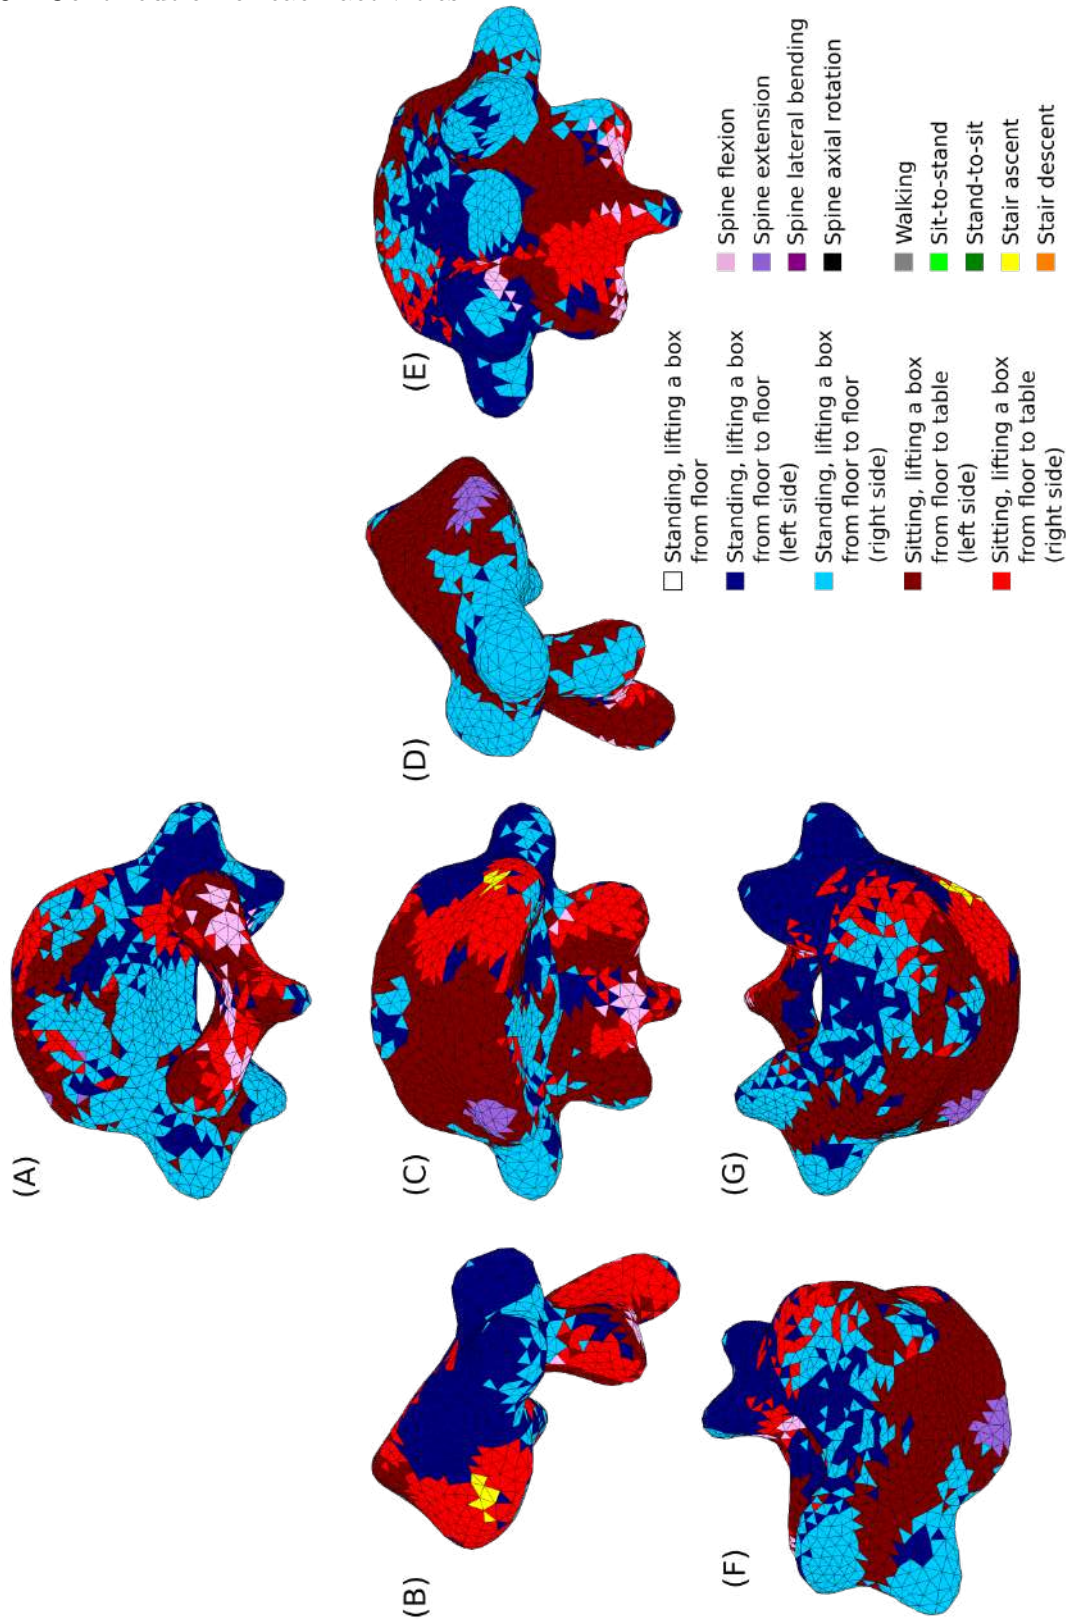 (A)
(B)
(C)
(D)
(E)
(F)
(G)
Standing, lifting a box
from floor
Standing, lifting a box
from floor to floor
(left side)
Standing, lifting a box
from floor to floor
(right side)
Sitting, lifting a box
from floor to table
(left side)
Sitting, lifting a box
from floor to table
(right side)
Spine flexion
Spine extension
Spine lateral bending
Spine axial rotation
Walking
Sit-to-stand
Stand-to-sit
Stair ascent
Stair descent